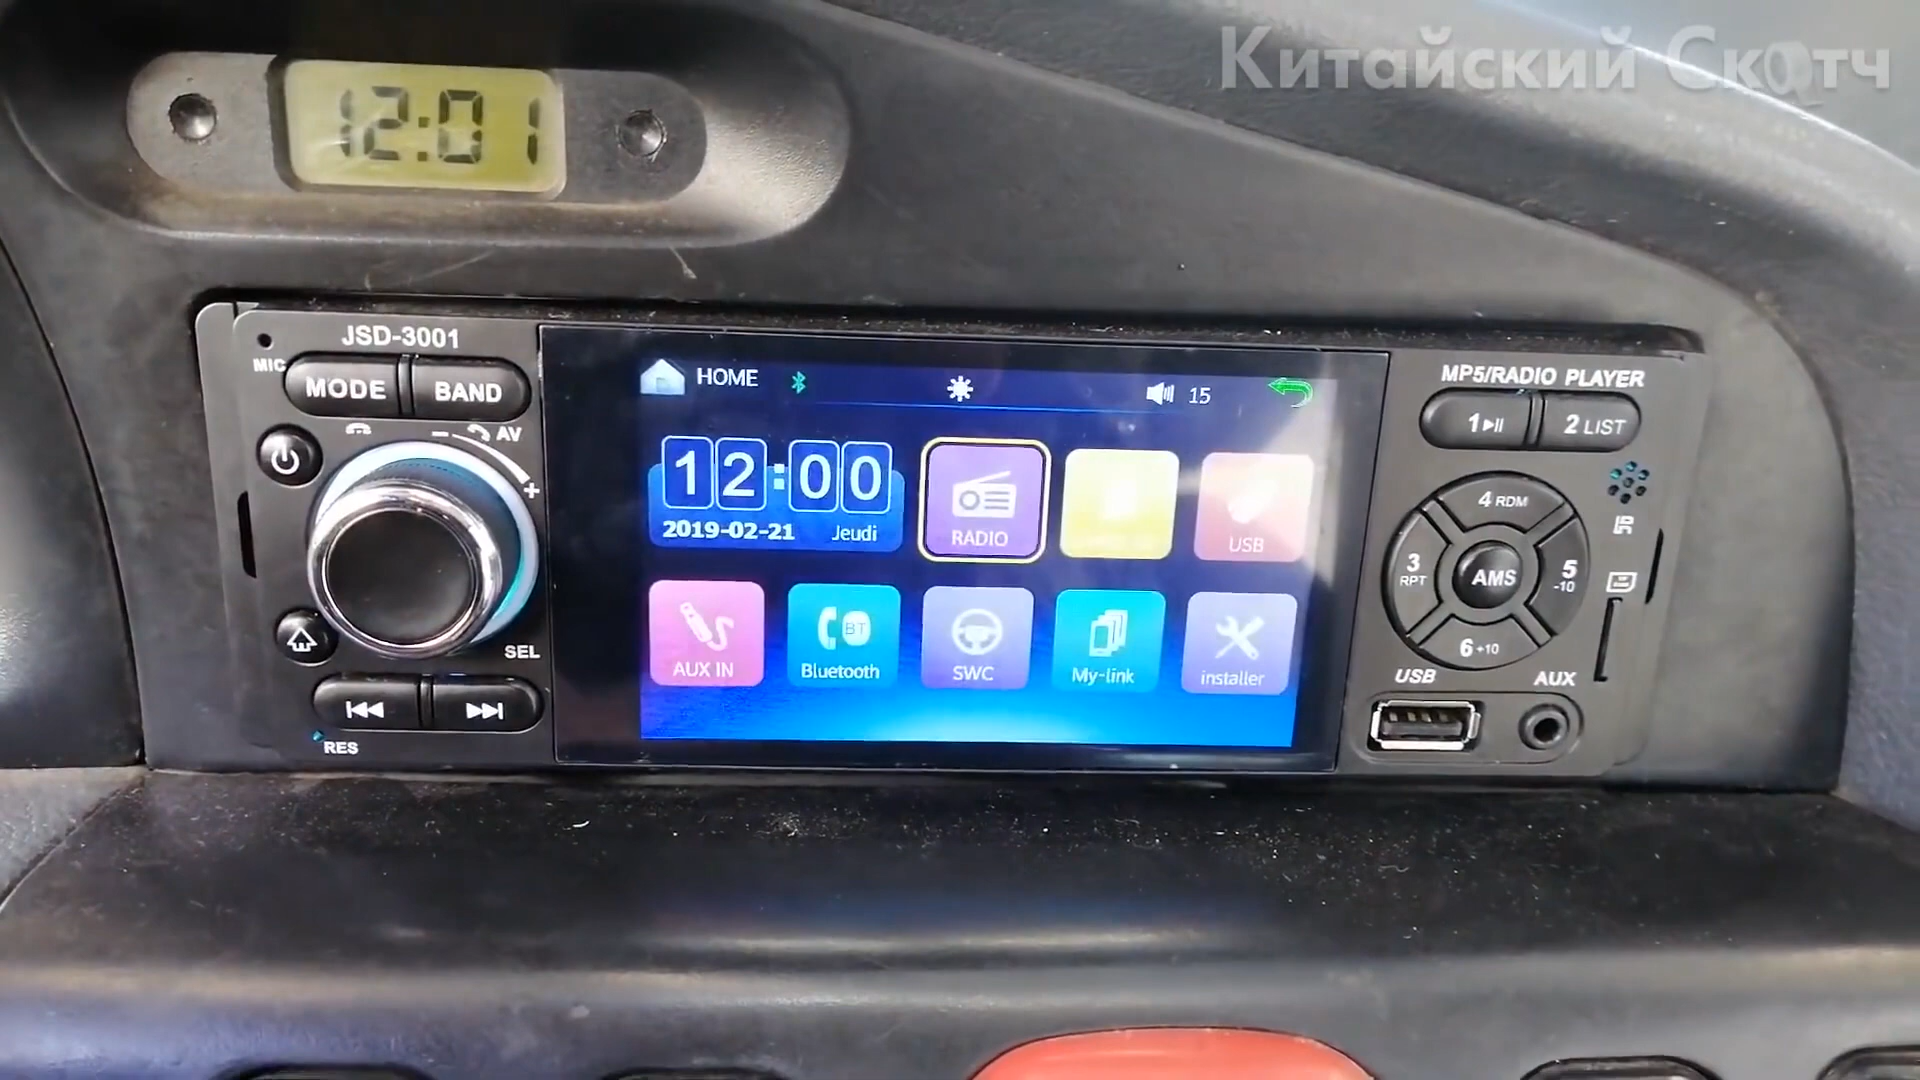 Китайский Скотч
12:01
JSD-3001
MIC
MODE
BAND
AV
+
SEL
RES
HOME
15
12:00
2019-02-21 Jeudi
RADIO
USB
AUX IN
BT
Bluetooth
SWC
My-link
installer
MP5/RADIO PLAYER
1
2 LIST
4 RDM
3 RPT
AMS
5 -10
6 +10
IR
USB
AUX